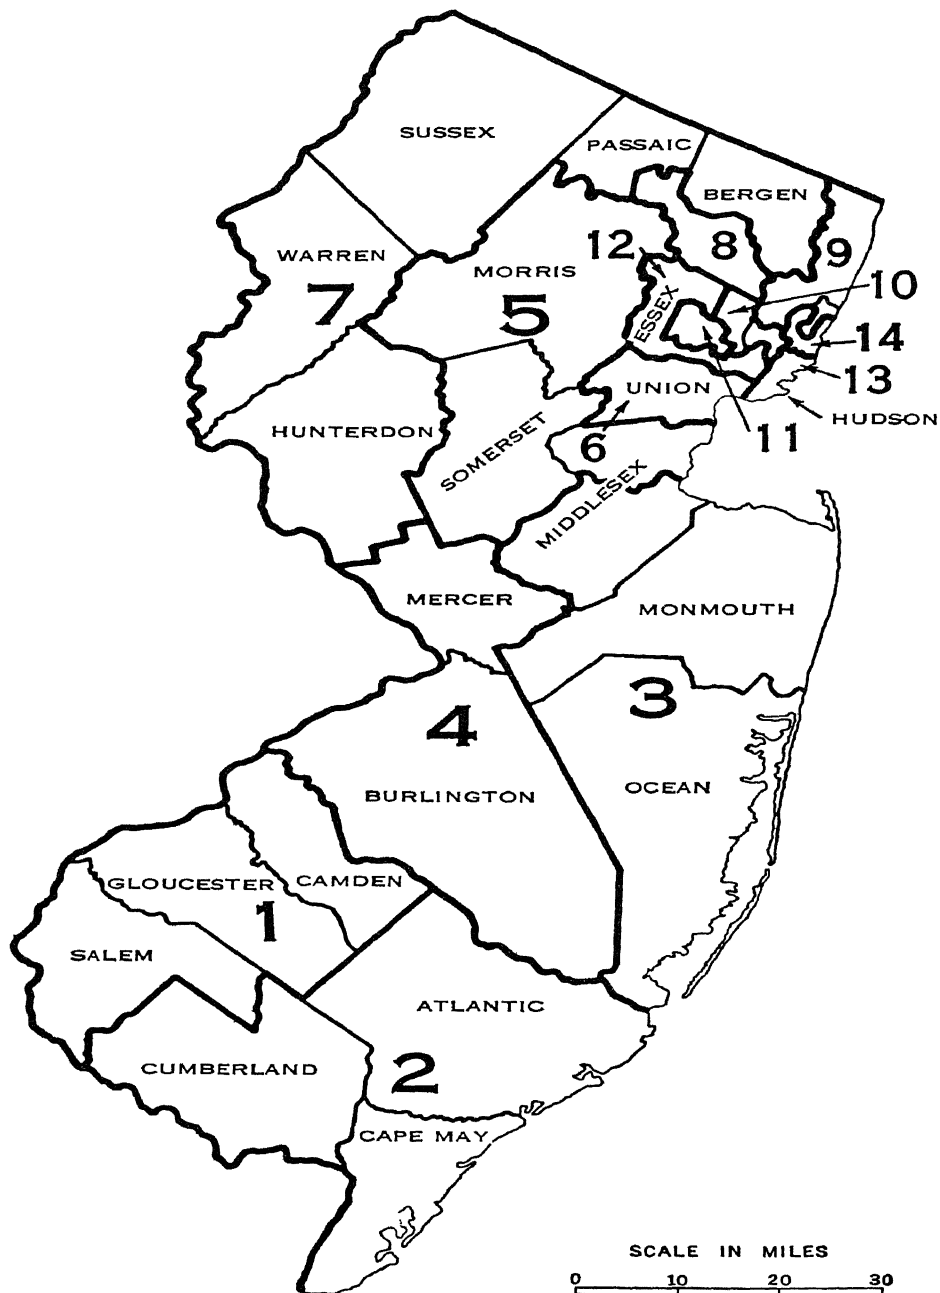 SUSSEX
PASSAIC
BERGEN
WARREN
12
8
9
MORRIS
10
7
5
ESSEX
14
13
UNION
HUDSON
HUNTERDON
SOMERSET
6
11
MIDDLESEX
MERCER
MONMOUTH
3
4
OCEAN
BURLINGTON
GLOUCESTER
CAMDEN
1
SALEM
ATLANTIC
CUMBERLAND
2
CAPE MAY
SCALE IN MILES
0 10 20 30